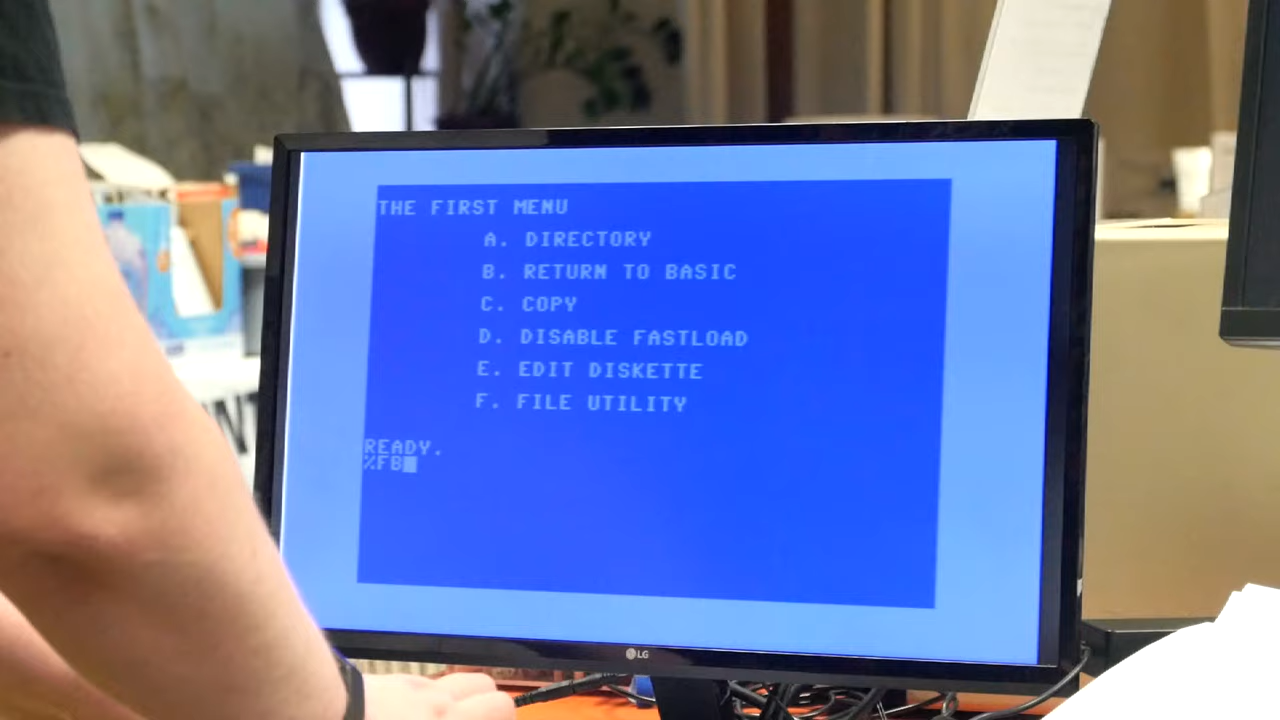 THE FIRST MENU
A. DIRECTORY
B. RETURN TO BASIC
C. COPY
D. DISABLE FASTLOAD
E. EDIT DISKETTE
F. FILE UTILITY
READY.
%FB
LG